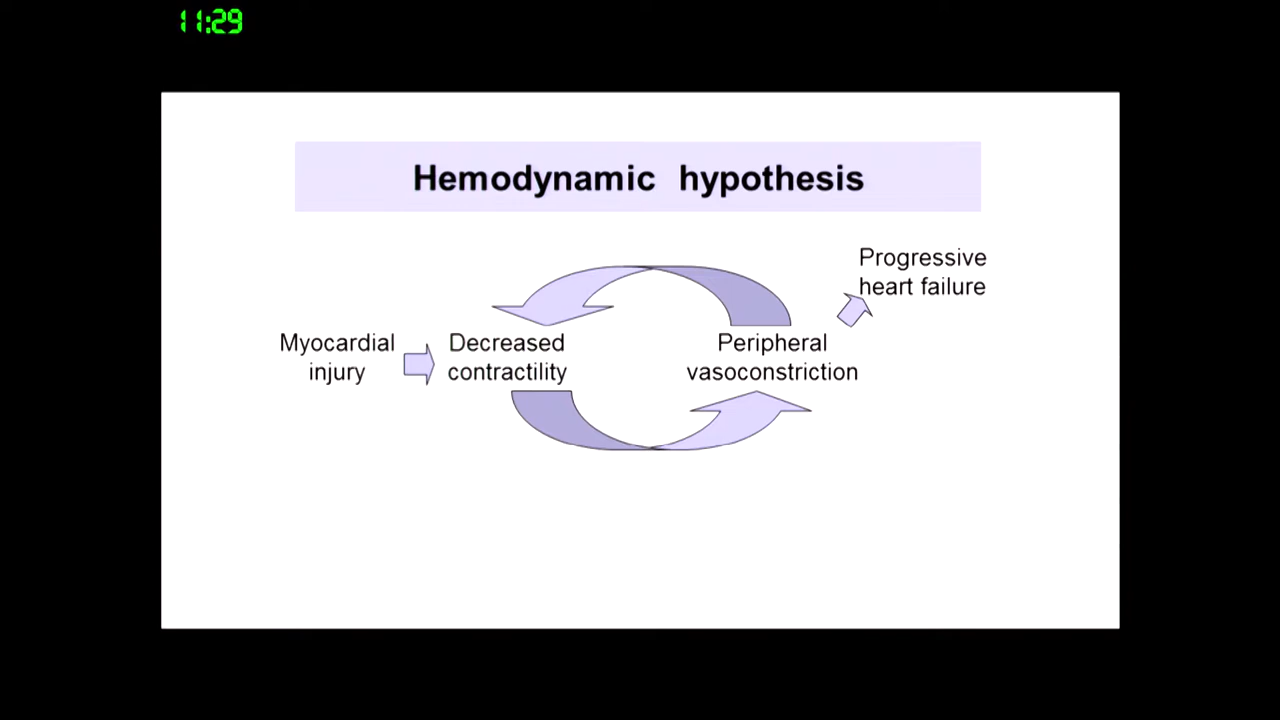 11:29
Hemodynamic hypothesis
Progressive
heart failure
Myocardial
injury
Decreased
contractility
Peripheral
vasoconstriction